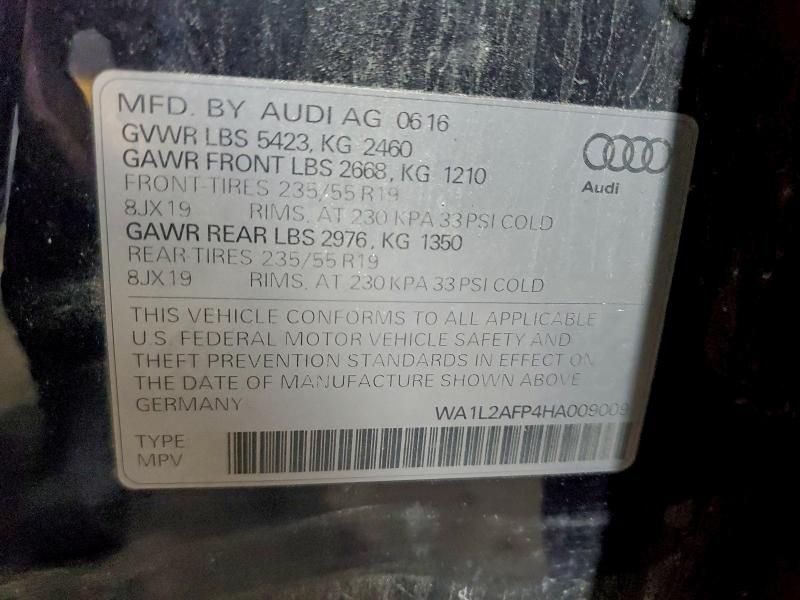 MFD. BY AUDI AG 0616
GVWR LBS 5423, KG 2460
GAWR FRONT LBS 2668, KG 1210
FRONT-TIRES 235/55 R19
8JX19 RIMS. AT 230 KPA 33 PSI COLD
GAWR REAR LBS 2976, KG 1350
REAR-TIRES 235/55 R19
8JX19 RIMS. AT 230 KPA 33 PSI COLD
Audi
THIS VEHICLE CONFORMS TO ALL APPLICABLE
U.S. FEDERAL MOTOR VEHICLE SAFETY AND
THEFT PREVENTION STANDARDS IN EFFECT ON
THE DATE OF MANUFACTURE SHOWN ABOVE
GERMANY WA1L2AFP4HA009009
TYPE:
MPV